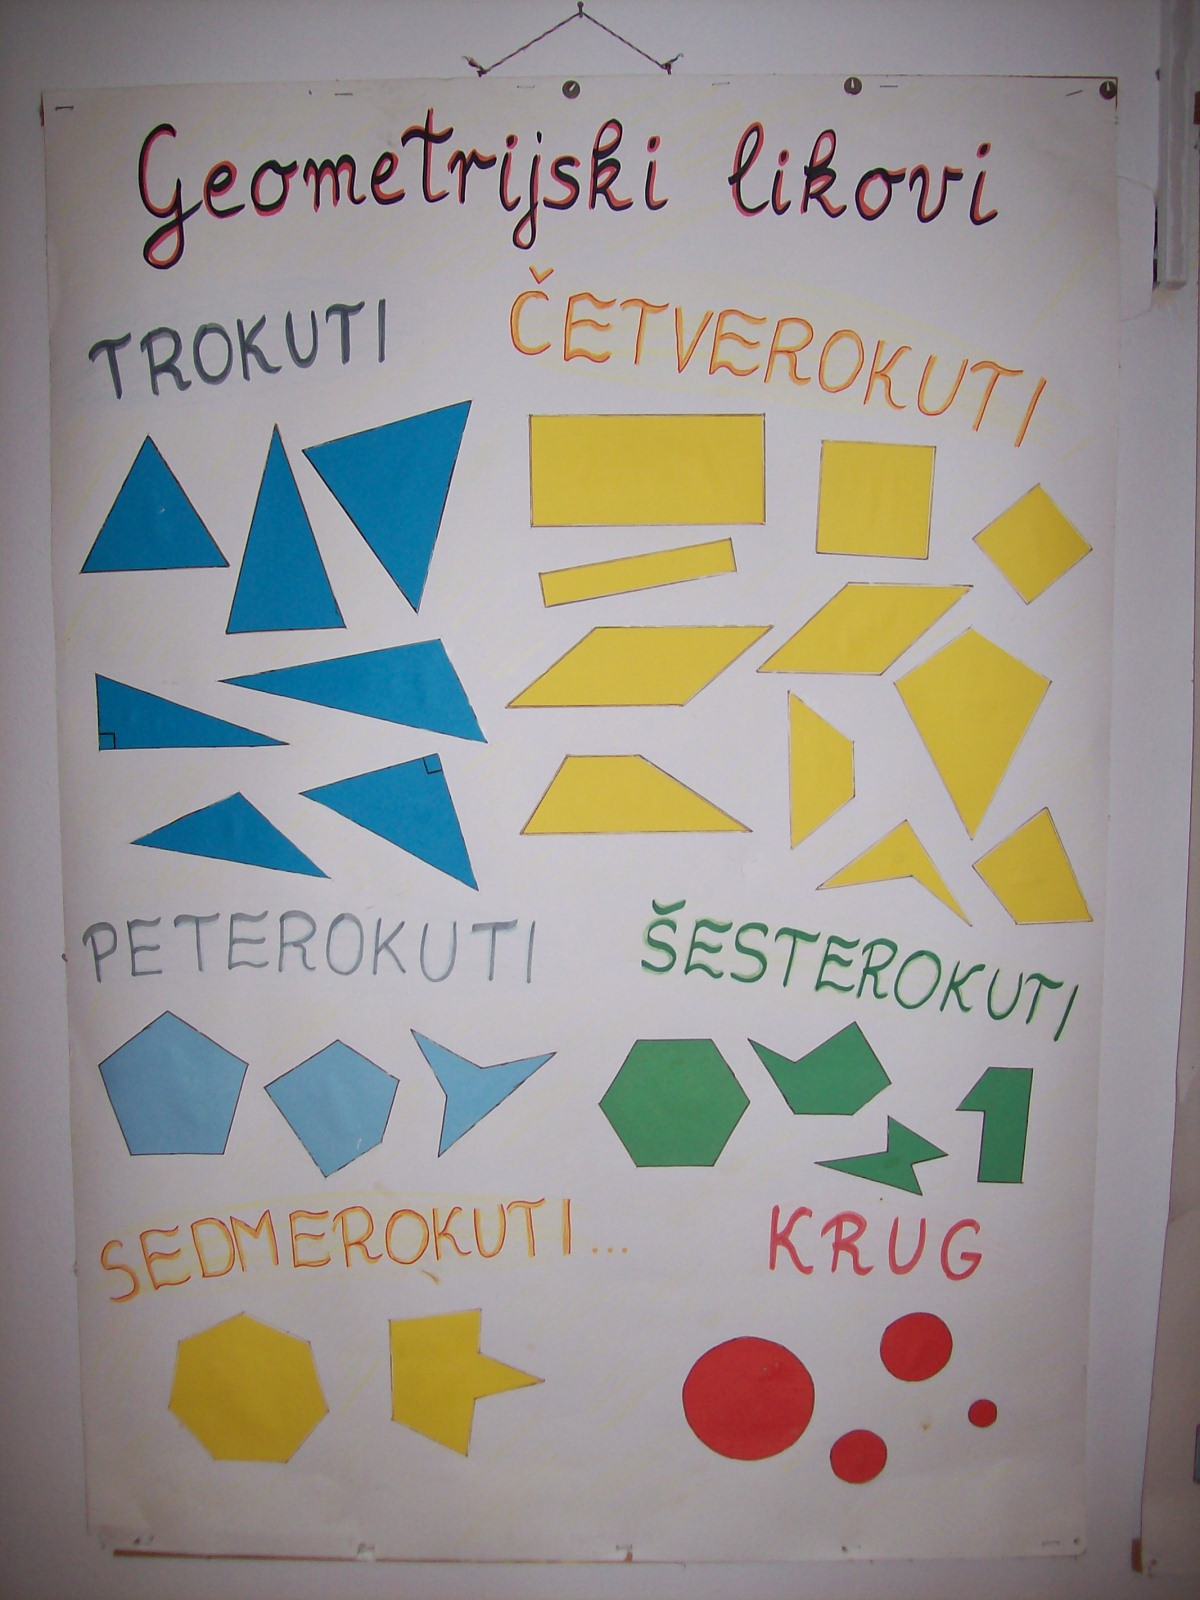 Geometrijski likovi
TROKUTI
ČETVEROKUTI
PETEROKUTI
ŠESTEROKUTI
SEDMEROKUTI...
KRUG